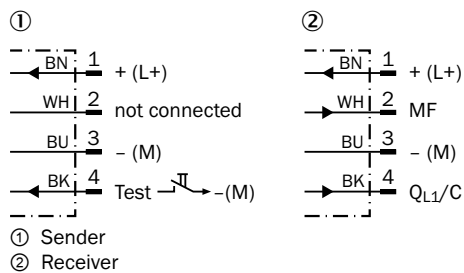 ① ②
BN 1 + (L+) BN 1 + (L+)
WH 2 not connected WH 2 MF
BU 3 – (M) BU 3 – (M)
BK 4 Test –(M) BK 4 QL1/C
① Sender
② Receiver